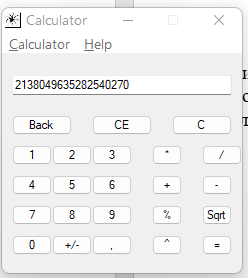 Calculator
Calculator Help
2138049635282540270
Back CE C
1 2 3 * /
4 5 6 + -
7 8 9 % Sqrt
0 +/- , ^ =